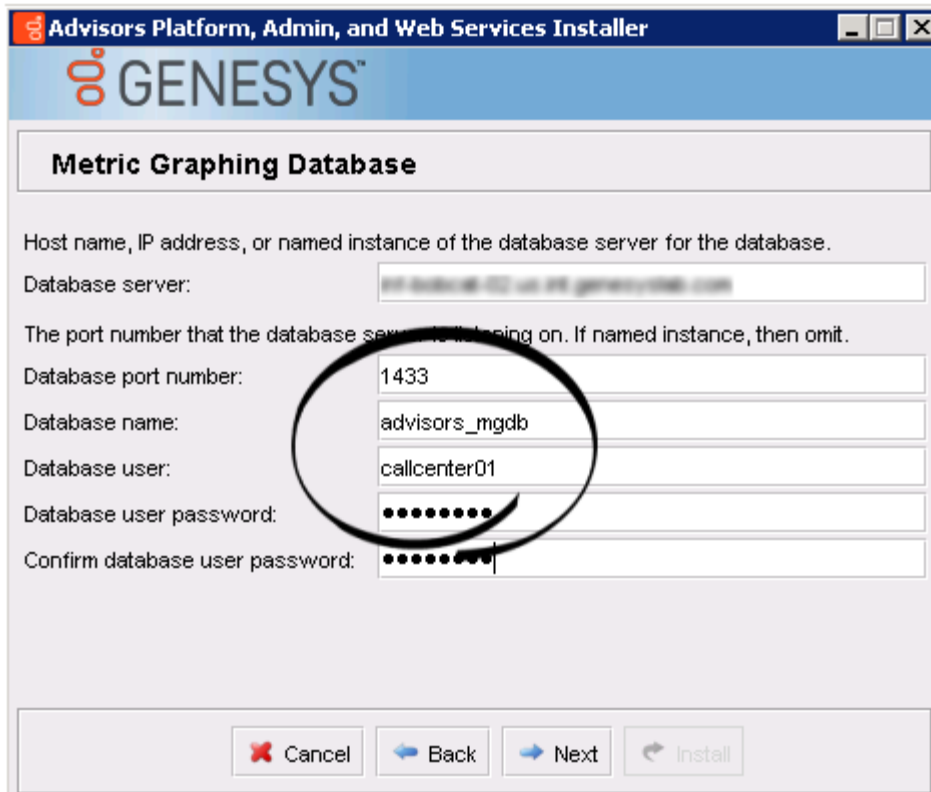 Advisors Platform, Admin, and Web Services Installer
GENESYS™
Metric Graphing Database
Host name, IP address, or named instance of the database server for the database.
Database server:
The port number that the database server is listening on. If named instance, then omit.
Database port number: 1433
Database name: advisors_mgdb
Database user: callcenter01
Database user password: ●●●●●●●●
Confirm database user password: ●●●●●●●●
Cancel Back Next Install